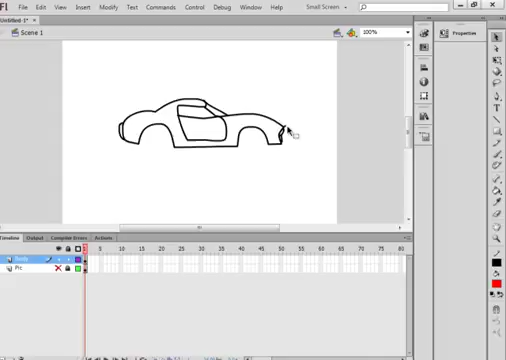 Fl File Edit View Insert Modify Text Commands Control Debug Window Help Small Screen
Untitled-1*
Scene 1 100%
Properties
Timeline Output Compiler Errors Actions
1 5 10 15 20 25 30 35 40 45 50 55 60 65 70 75 80
Body
Pic